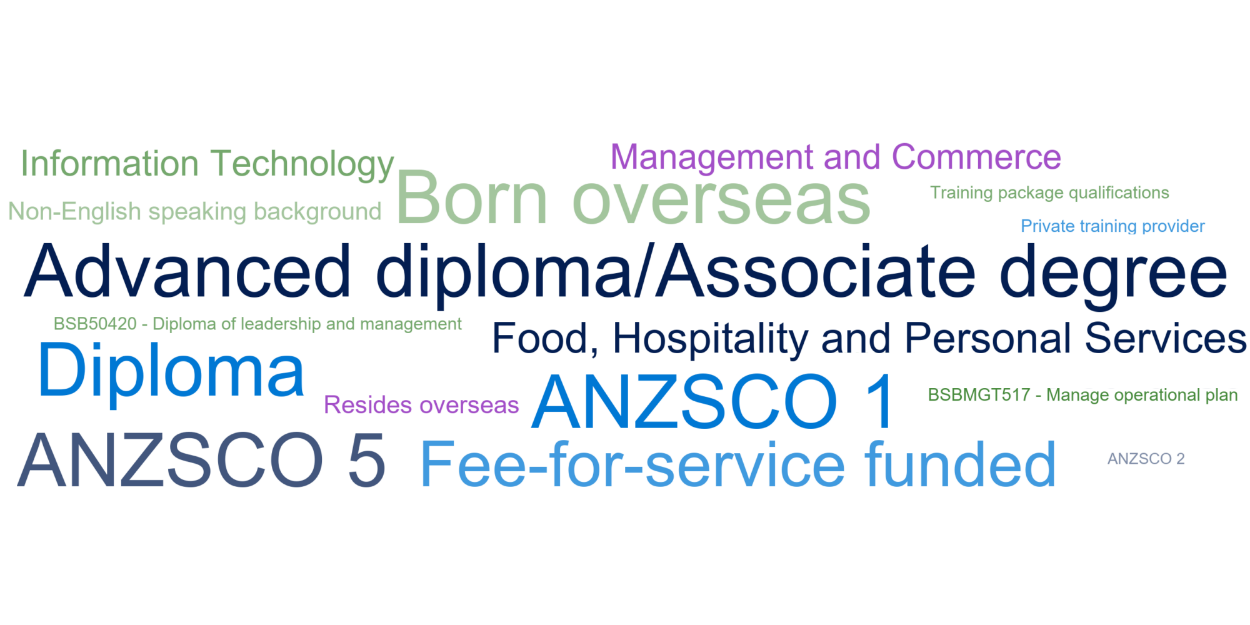 Information Technology
Management and Commerce
Born overseas
Training package qualifications
Non-English speaking background
Private training provider
Advanced diploma/Associate degree
BSB50420 - Diploma of leadership and management
Food, Hospitality and Personal Services
Diploma
Resides overseas
ANZSCO 1
BSBMGT517 - Manage operational plan
ANZSCO 5
Fee-for-service funded
ANZSCO 2